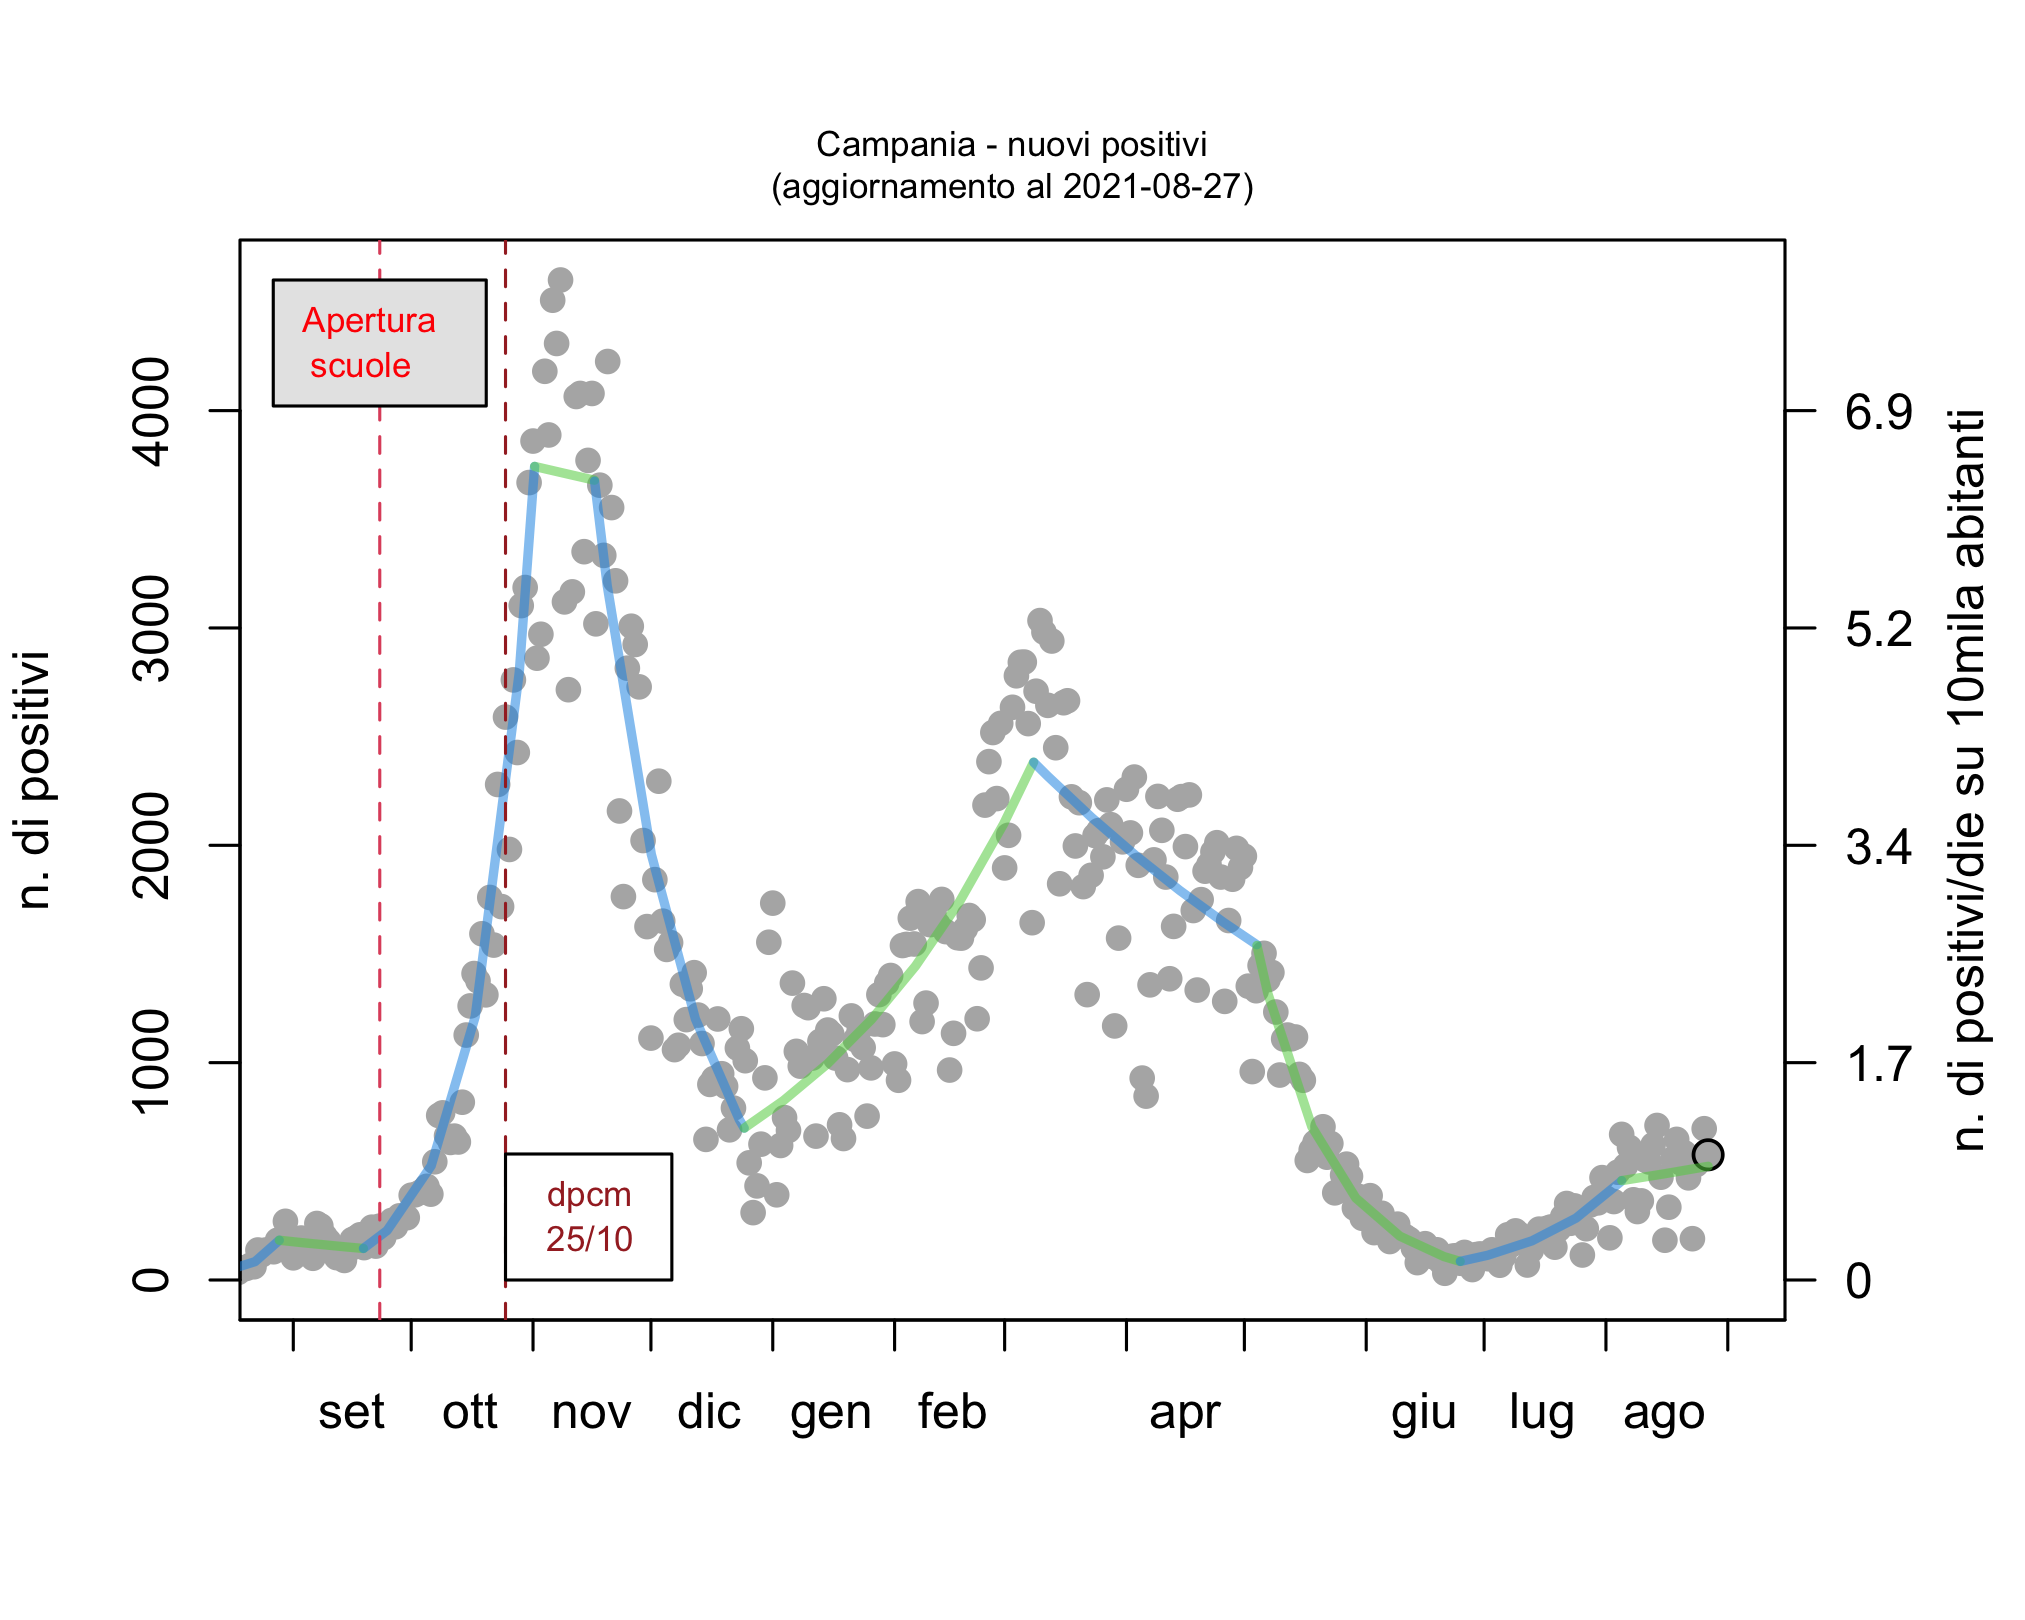 Campania - nuovi positivi
(aggiornamento al 2021-08-27)
Apertura
scuole
dpcm
25/10
n. di positivi
0
1000
2000
3000
4000
n. di positivi/die su 10mila abitanti
0
1.7
3.4
5.2
6.9
set ott nov dic gen feb apr giu lug ago